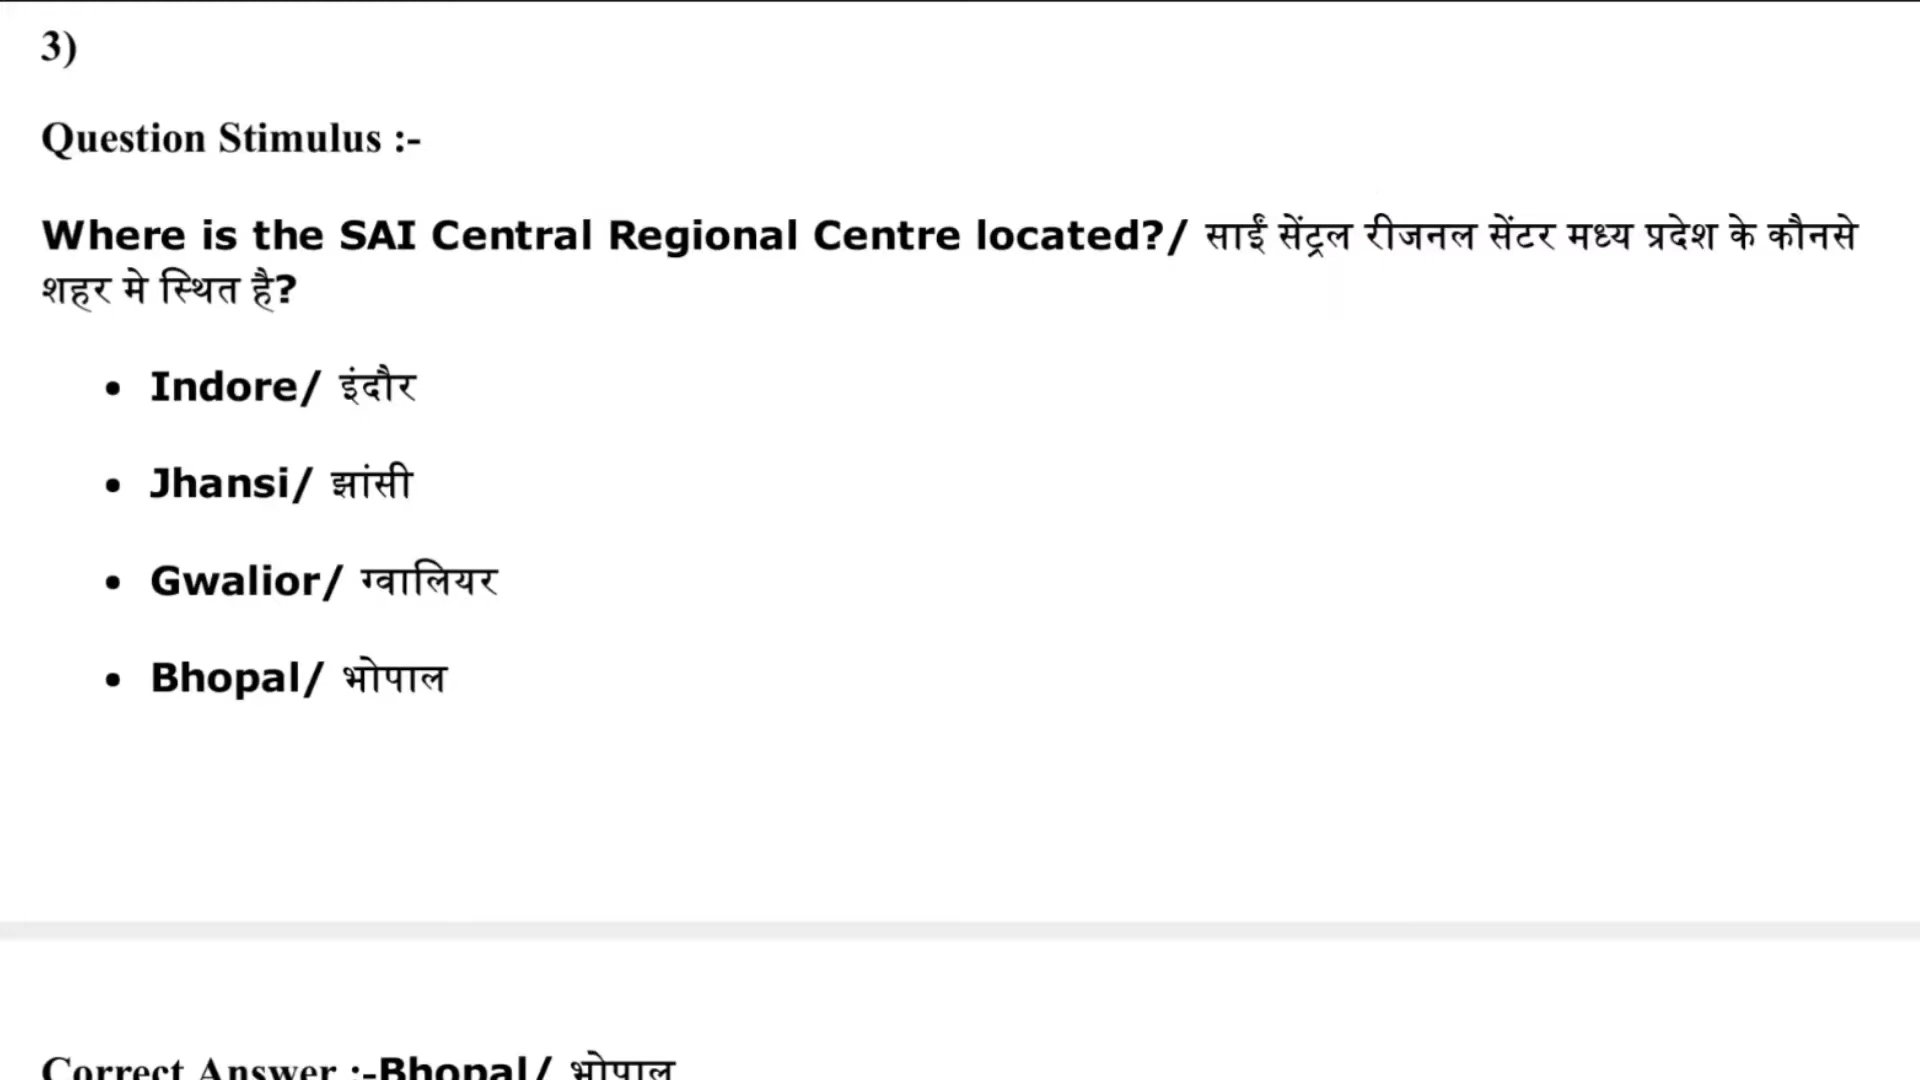 3)
Question Stimulus :-
Where is the SAI Central Regional Centre located?/ साईं सेंट्रल रीजनल सेंटर मध्य प्रदेश के कौनसे
शहर मे स्थित है?
• Indore/ इंदौर
• Jhansi/ झांसी
• Gwalior/ ग्वालियर
• Bhopal/ भोपाल
Correct Answer :-Bhopal/ भोपाल